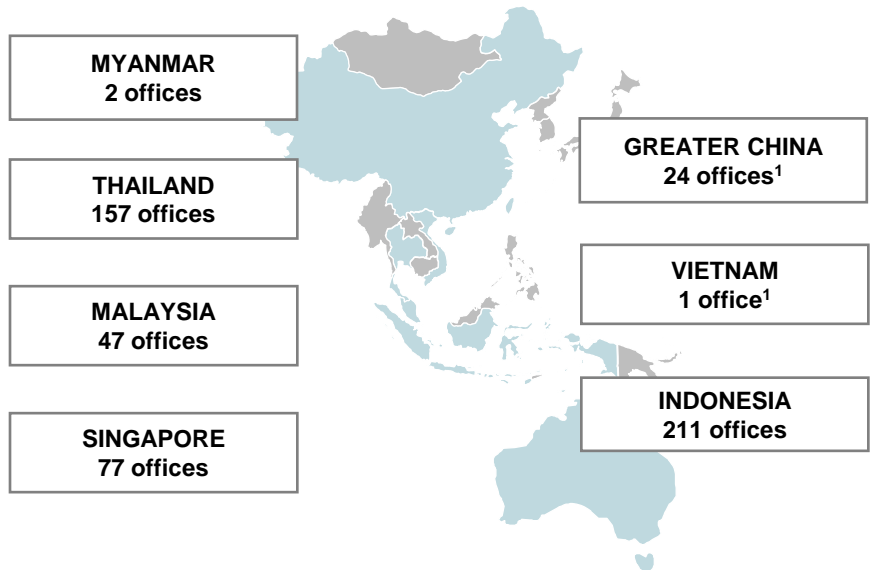 MYANMAR
2 offices
THAILAND
157 offices
MALAYSIA
47 offices
SINGAPORE
77 offices
GREATER CHINA
24 offices¹
VIETNAM
1 office¹
INDONESIA
211 offices